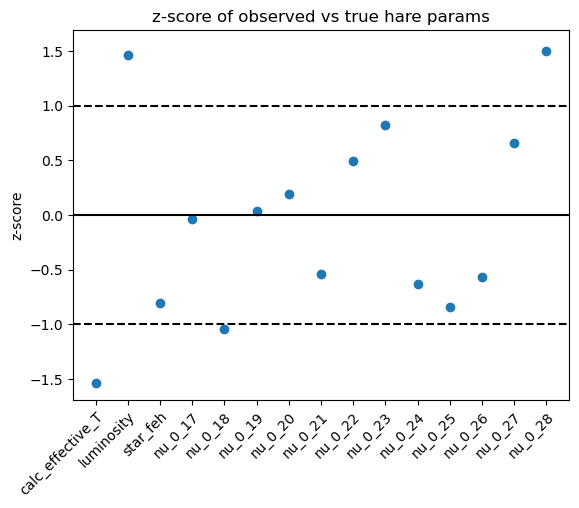 z-score of observed vs true hare params
z-score
1.5
1.0
0.5
0.0
−0.5
−1.0
−1.5
calc_effective_T
luminosity
star_feh
nu_0_17
nu_0_18
nu_0_19
nu_0_20
nu_0_21
nu_0_22
nu_0_23
nu_0_24
nu_0_25
nu_0_26
nu_0_27
nu_0_28